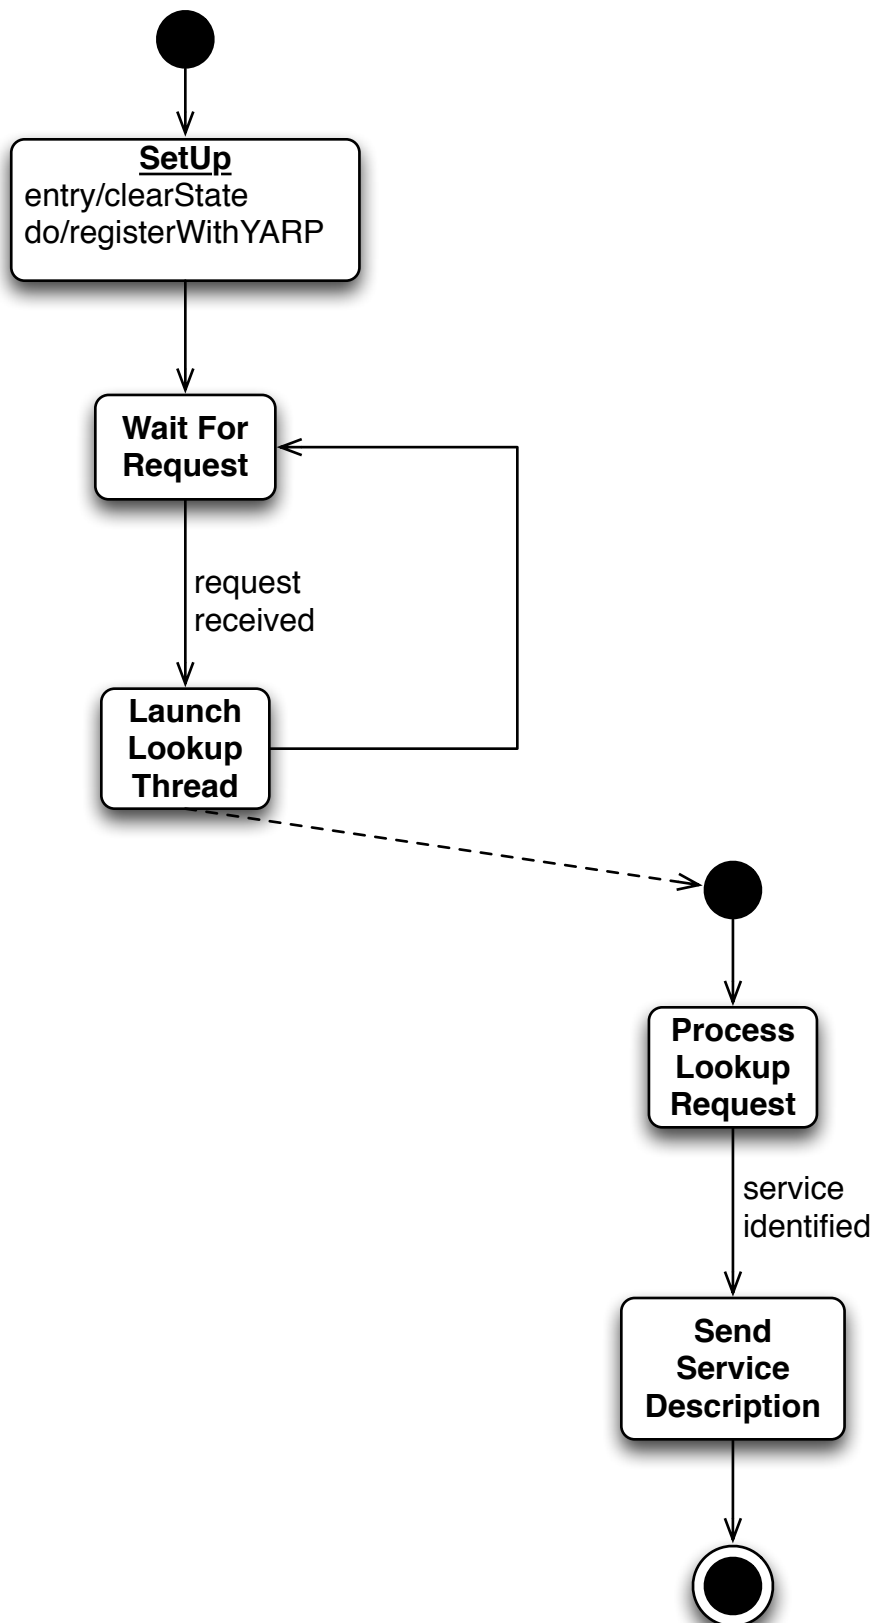 SetUp
entry/clearState
do/registerWithYARP
Wait For
Request
request
received
Launch
Lookup
Thread
Process
Lookup
Request
service
identified
Send
Service
Description